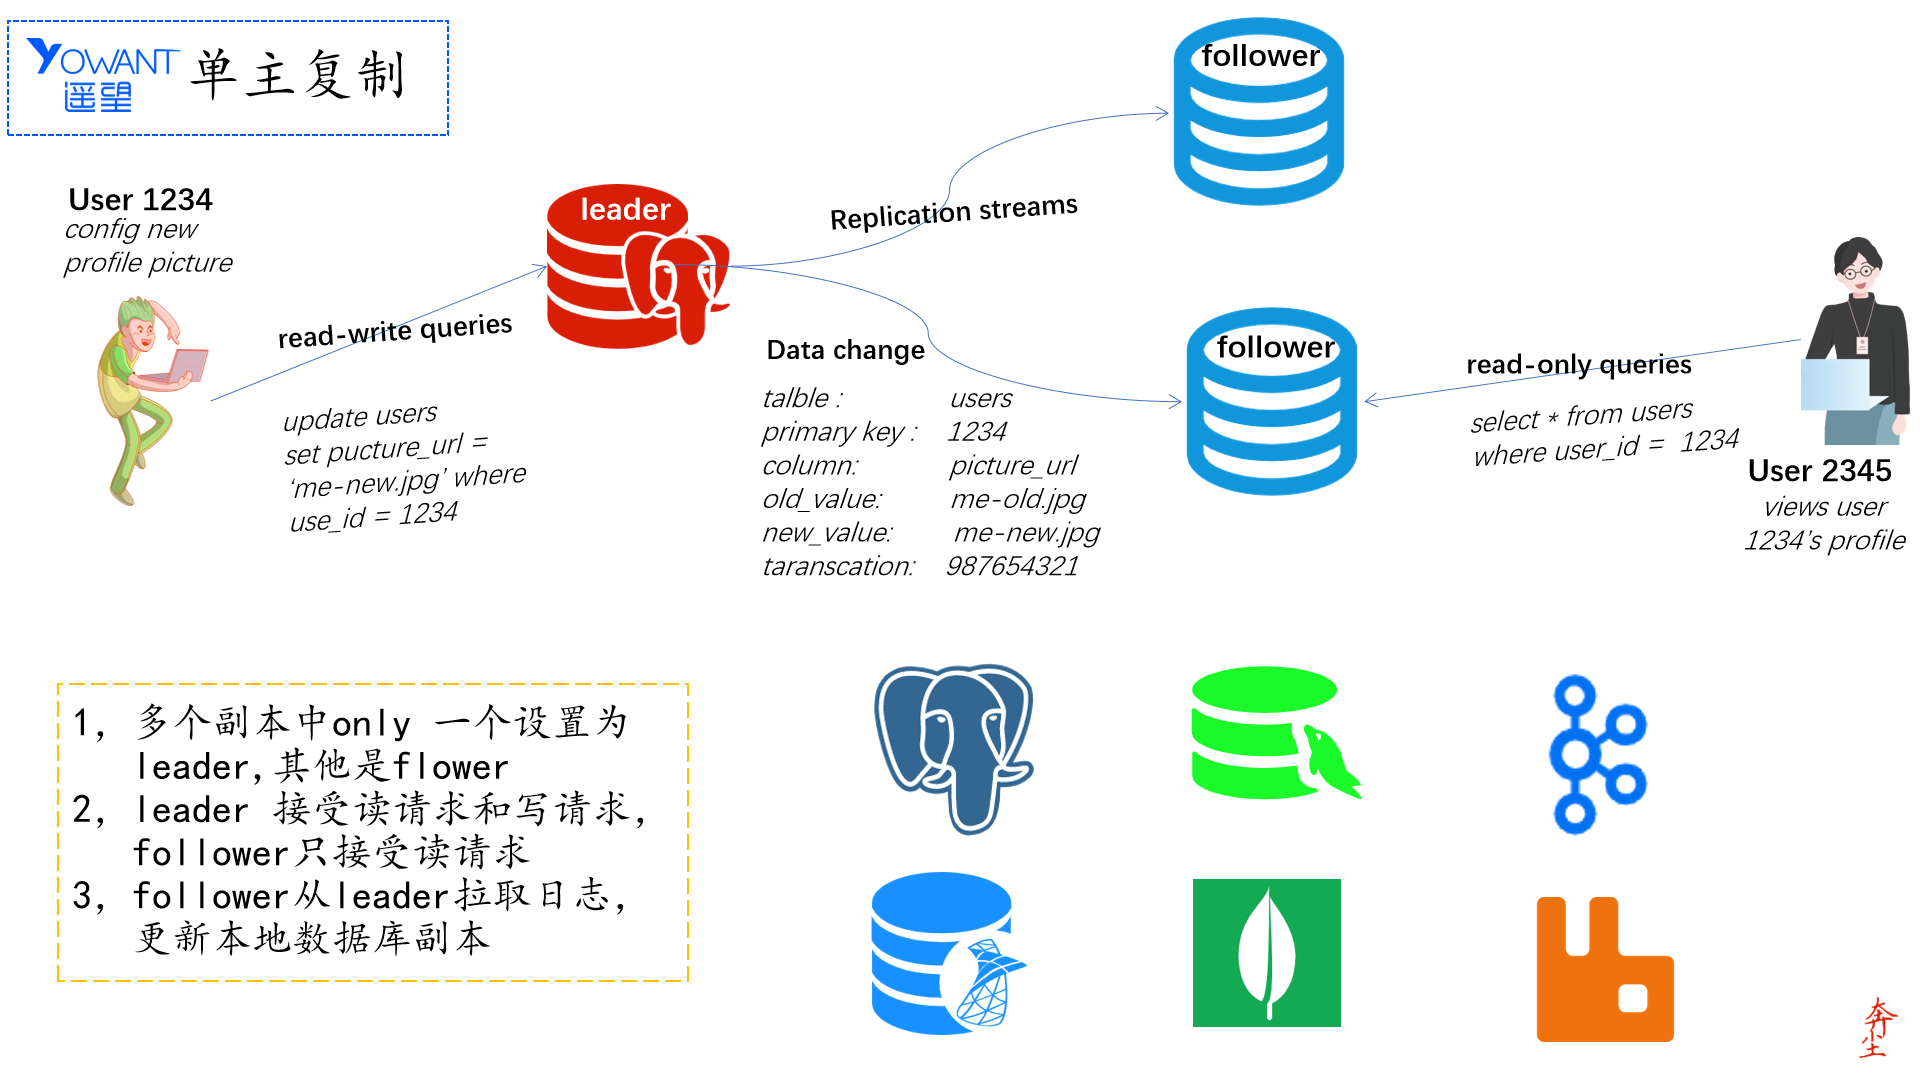 YOWANT
遥望
单主复制
follower
User 1234
config new
profile picture
leader
Replication streams
read-write queries
update users
set pucture_url =
‘me-new.jpg’ where
use_id = 1234
Data change
talble : users
primary key : 1234
column: picture_url
old_value: me-old.jpg
new_value: me-new.jpg
taranscation: 987654321
follower
read-only queries
select * from users
where user_id = 1234
User 2345
views user
1234’s profile
1, 多个副本中only 一个设置为
leader,其他是flower
2, leader 接受读请求和写请求,
follower只接受读请求
3, follower从leader拉取日志,
更新本地数据库副本
奔尘